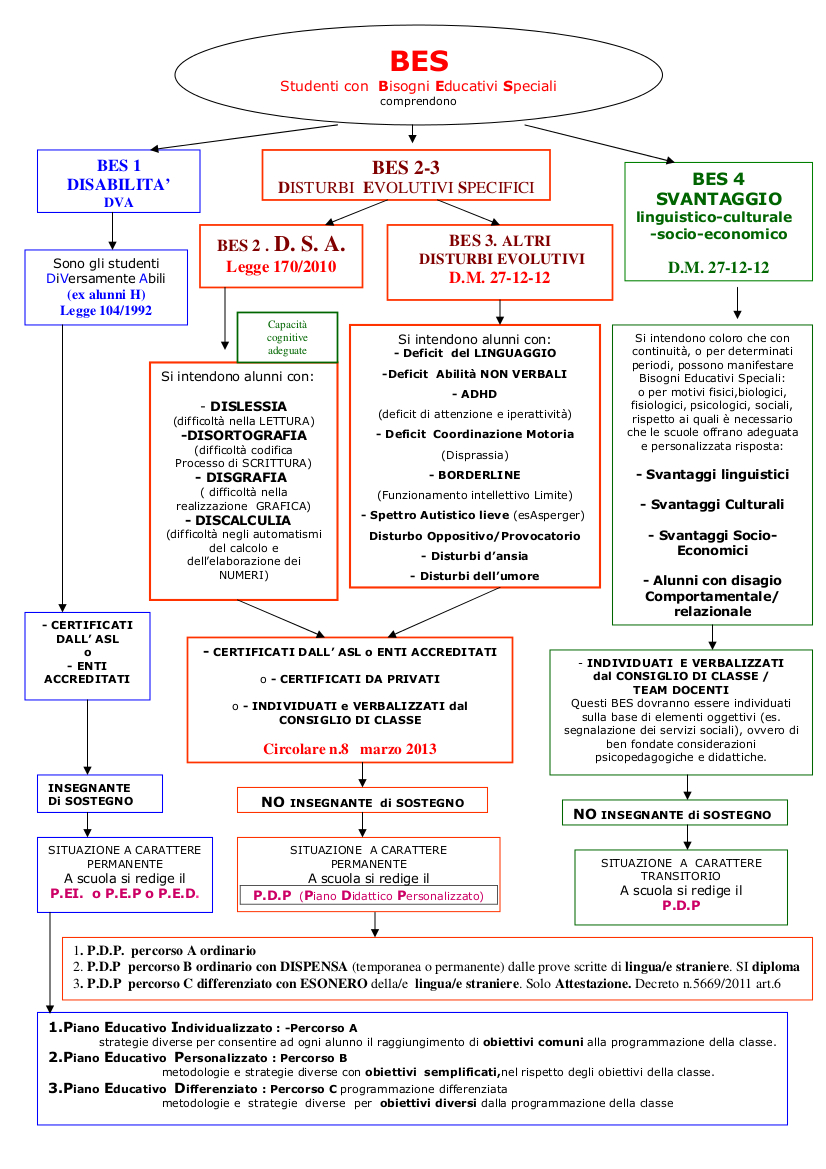 BES
Studenti con Bisogni Educativi Speciali
comprendono
BES 1
DISABILITA’
DVA
BES 2-3
DISTURBI EVOLUTIVI SPECIFICI
BES 4
SVANTAGGIO
linguistico-culturale
-socio-economico
D.M. 27-12-12
BES 2 . D. S. A.
Legge 170/2010
BES 3. ALTRI
DISTURBI EVOLUTIVI
D.M. 27-12-12
Sono gli studenti
DiVersamente Abili
(ex alunni H)
Legge 104/1992
Capacità
cognitive
adeguate
Si intendono alunni con:
- DISLESSIA
(difficoltà nella LETTURA)
-DISORTOGRAFIA
(difficoltà codifica
Processo di SCRITTURA)
- DISGRAFIA
( difficoltà nella
realizzazione GRAFICA)
- DISCALCULIA
(difficoltà negli automatismi
del calcolo e
dell’elaborazione dei
NUMERI)
Si intendono alunni con:
- Deficit del LINGUAGGIO
-Deficit Abilità NON VERBALI
- ADHD
(deficit di attenzione e iperattività)
- Deficit Coordinazione Motoria
(Disprassia)
- BORDERLINE
(Funzionamento intellettivo Limite)
- Spettro Autistico lieve (esAsperger)
Disturbo Oppositivo/Provocatorio
- Disturbi d’ansia
- Disturbi dell’umore
Si intendono coloro che con
continuità, o per determinati
periodi, possono manifestare
Bisogni Educativi Speciali:
o per motivi fisici,biologici,
fisiologici, psicologici, sociali,
rispetto ai quali è necessario
che le scuole offrano adeguata
e personalizzata risposta:
- Svantaggi linguistici
- Svantaggi Culturali
- Svantaggi Socio-
Economici
- Alunni con disagio
Comportamentale/
relazionale
- CERTIFICATI
DALL’ ASL
o
- ENTI
ACCREDITATI
- CERTIFICATI DALL’ ASL o ENTI ACCREDITATI
o - CERTIFICATI DA PRIVATI
o - INDIVIDUATI e VERBALIZZATI dal
CONSIGLIO DI CLASSE
Circolare n.8 marzo 2013
- INDIVIDUATI E VERBALIZZATI
dal CONSIGLIO DI CLASSE /
TEAM DOCENTI
Questi BES dovranno essere individuati
sulla base di elementi oggettivi (es.
segnalazione dei servizi sociali), ovvero di
ben fondate considerazioni
psicopedagogiche e didattiche.
INSEGNANTE
Di SOSTEGNO
NO INSEGNANTE di SOSTEGNO
NO INSEGNANTE di SOSTEGNO
SITUAZIONE A CARATTERE
PERMANENTE
A scuola si redige il
P.EI. o P.E.P o P.E.D.
SITUAZIONE A CARATTERE
PERMANENTE
A scuola si redige il
P.D.P (Piano Didattico Personalizzato)
SITUAZIONE A CARATTERE
TRANSITORIO
A scuola si redige il
P.D.P
1. P.D.P. percorso A ordinario
2. P.D.P percorso B ordinario con DISPENSA (temporanea o permanente) dalle prove scritte di lingua/e straniere. SI diploma
3. P.D.P percorso C differenziato con ESONERO della/e lingua/e straniere. Solo Attestazione. Decreto n.5669/2011 art.6
1.Piano Educativo Individualizzato : -Percorso A
strategie diverse per consentire ad ogni alunno il raggiungimento di obiettivi comuni alla programmazione della classe.
2.Piano Educativo Personalizzato : Percorso B
metodologie e strategie diverse con obiettivi semplificati,nel rispetto degli obiettivi della classe.
3.Piano Educativo Differenziato : Percorso C programmazione differenziata
metodologie e strategie diverse per obiettivi diversi dalla programmazione della classe